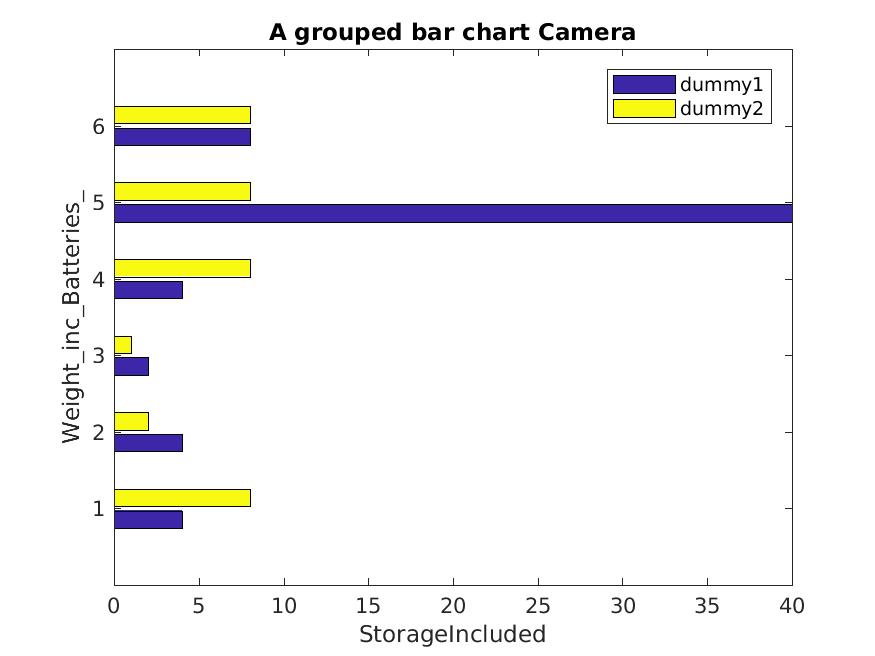 A grouped bar chart Camera
dummy1
dummy2
Weight_inc_Batteries_
6
5
4
3
2
1
0 5 10 15 20 25 30 35 40
StorageIncluded